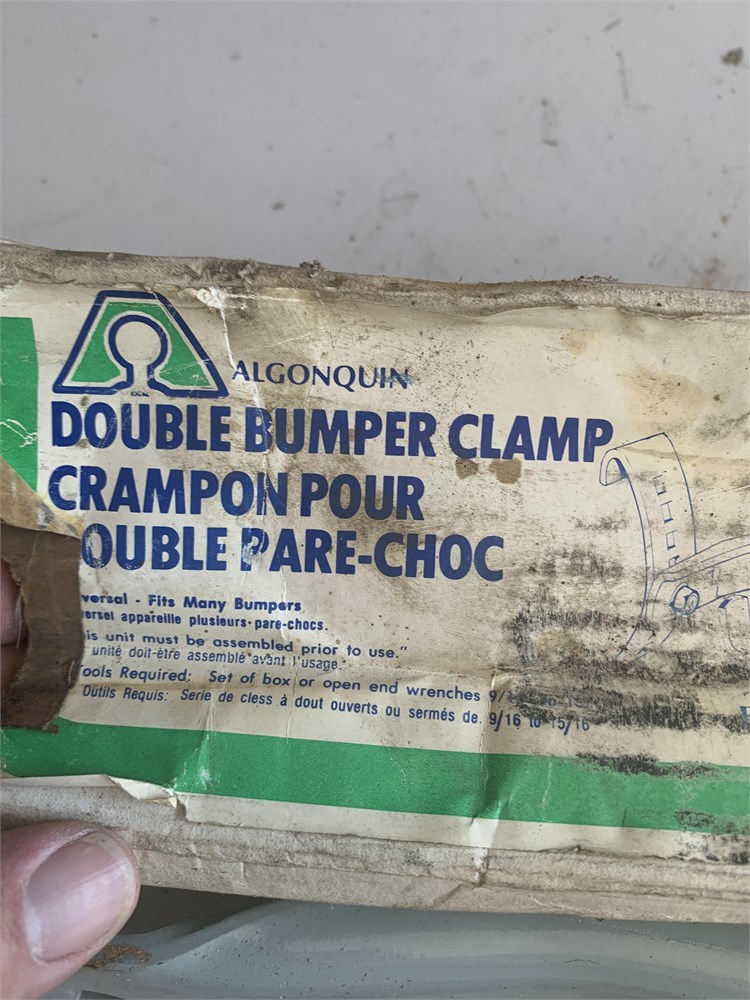 ALGONQUIN
DOUBLE BUMPER CLAMP
CRAMPON POUR
OUBLE PARE-CHOC
versal - Fits Many Bumpers
versel appareille plusieurs pare-chocs.
is unit must be assembled prior to use."
unité doit-être assemblé avant l'usage.
ools Required: Set of box or open end wrenches
Outils Requis: Serie de cless à dout ouverts ou sermés de. 9/16 to 15/16